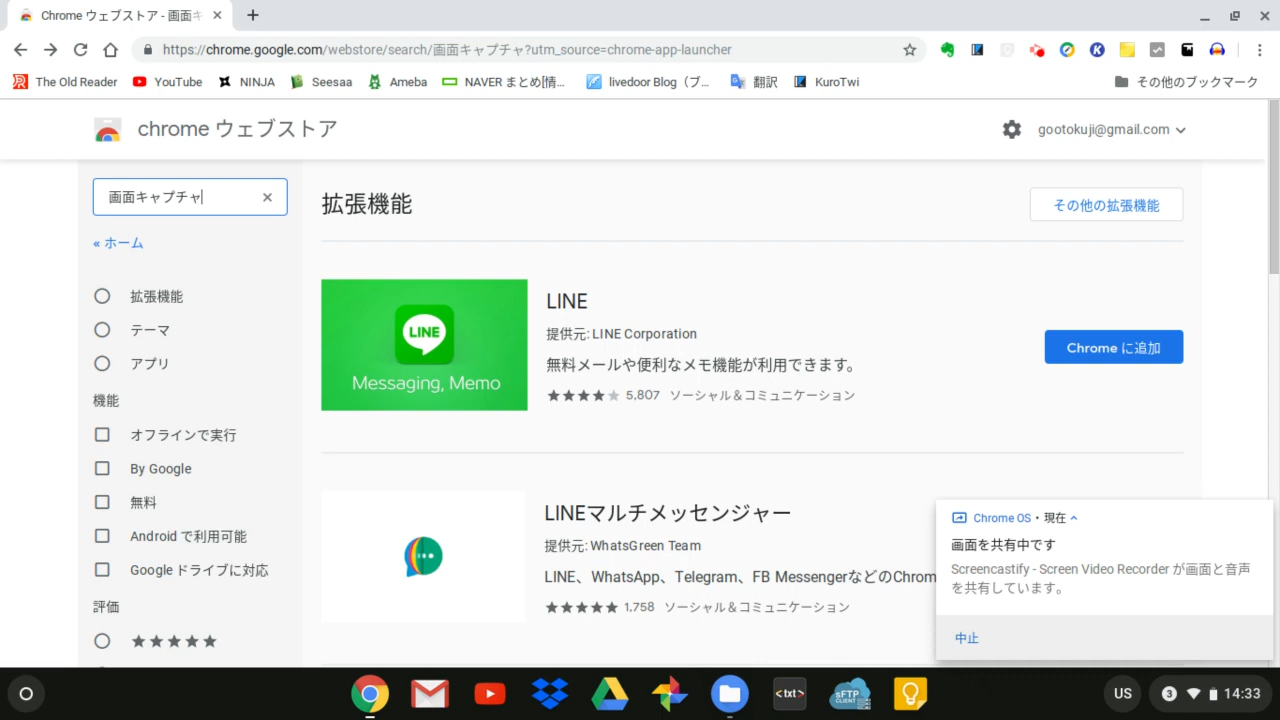 Chrome ウェブストア - 画面キ
https://chrome.google.com/webstore/search/画面キャプチャ?utm_source=chrome-app-launcher
The Old Reader YouTube NINJA Seesaa Ameba NAVER まとめ[情... livedoor Blog（ブ... 翻訳 KuroTwi その他のブックマーク
chrome ウェブストア
gootokuji@gmail.com
画面キャプチャ
« ホーム
拡張機能
テーマ
アプリ
機能
オフラインで実行
By Google
無料
Android で利用可能
Google ドライブに対応
評価
★★★★★
拡張機能
その他の拡張機能
LINE
Messaging, Memo
LINE
提供元: LINE Corporation
無料メールや便利なメモ機能が利用できます。
5,807 ソーシャル＆コミュニケーション
Chrome に追加
LINEマルチメッセンジャー
提供元: WhatsGreen Team
LINE、WhatsApp、Telegram、FB MessengerなどのChrom
1,758 ソーシャル＆コミュニケーション
Chrome OS・現在
画面を共有中です
Screencastify - Screen Video Recorder が画面と音声
を共有しています。
中止
<txt>
sFTP
CLIENT
US
3
14:33